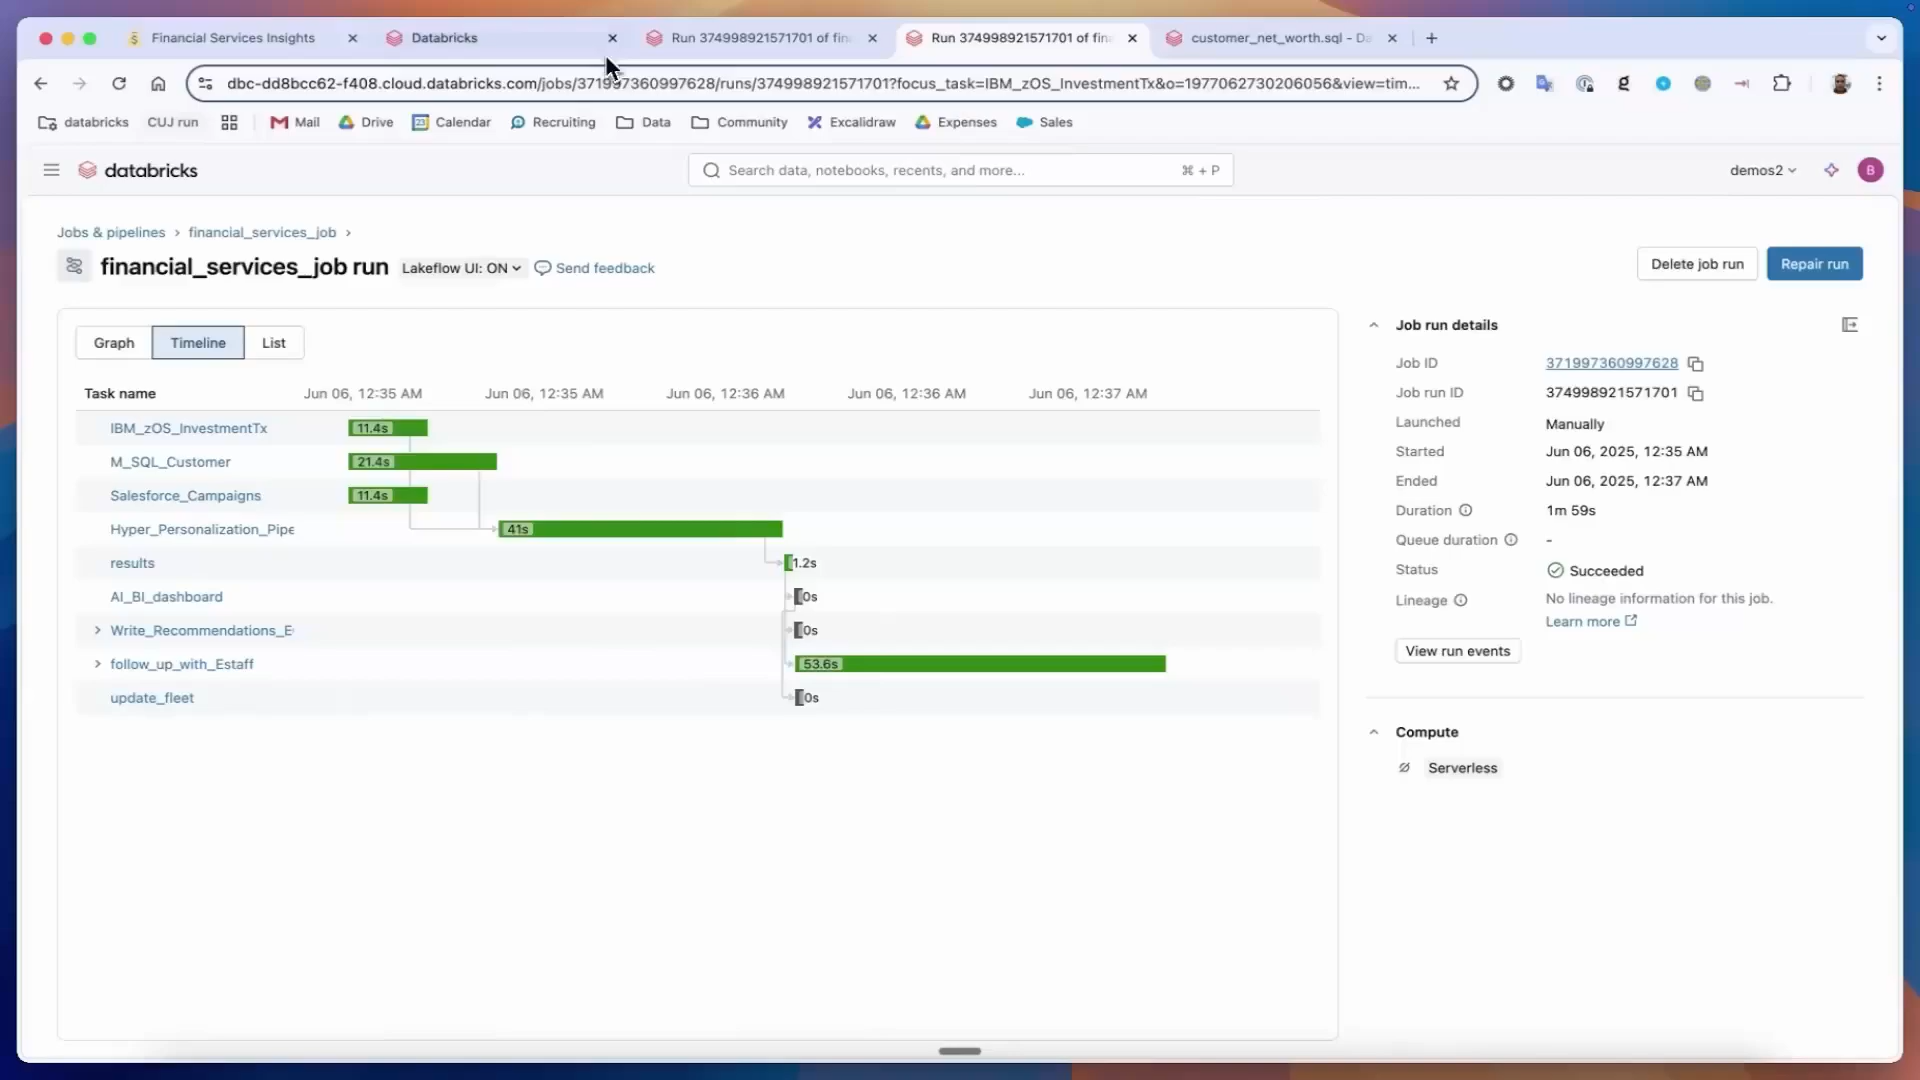 Financial Services Insights
Databricks
Run 374998921571701 of fin
Run 374998921571701 of fin
customer_net_worth.sql - Da
dbc-dd8bcc62-f408.cloud.databricks.com/jobs/371997360997628/runs/374998921571701?focus_task=IBM_zOS_InvestmentTx&o=1977062730206056&view=tim...
databricks
CUJ run
Mail
Drive
Calendar
Recruiting
Data
Community
Excalidraw
Expenses
Sales
databricks
Search data, notebooks, recents, and more...
⌘ + P
demos2
B
Jobs & pipelines › financial_services_job ›
financial_services_job run
Lakeflow UI: ON
Send feedback
Delete job run
Repair run
Graph
Timeline
List
Task name
Jun 06, 12:35 AM
Jun 06, 12:35 AM
Jun 06, 12:36 AM
Jun 06, 12:36 AM
Jun 06, 12:37 AM
IBM_zOS_InvestmentTx
11.4s
M_SQL_Customer
21.4s
Salesforce_Campaigns
11.4s
Hyper_Personalization_Pipe
41s
results
1.2s
AI_BI_dashboard
0s
Write_Recommendations_E
0s
follow_up_with_Estaff
53.6s
update_fleet
0s
Job run details
Job ID
371997360997628
Job run ID
374998921571701
Launched
Manually
Started
Jun 06, 2025, 12:35 AM
Ended
Jun 06, 2025, 12:37 AM
Duration
1m 59s
Queue duration
-
Status
Succeeded
Lineage
No lineage information for this job.
Learn more
View run events
Compute
Serverless